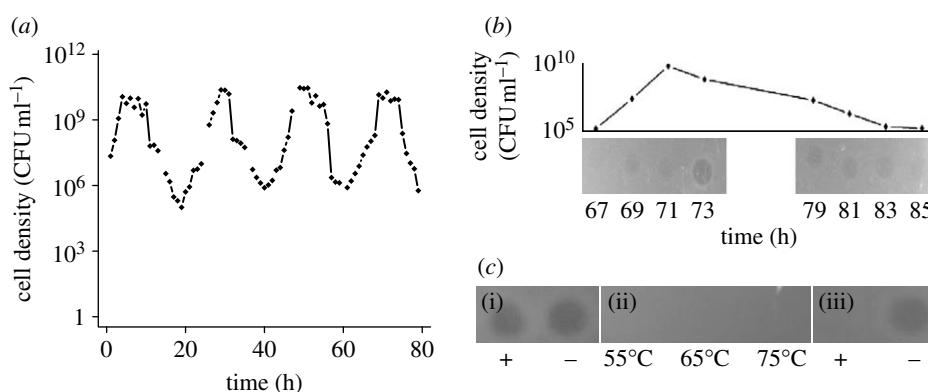 (a)
cell density (CFU ml⁻¹)
10¹²
10⁹
10⁶
10³
1
0 20 40 60 80
time (h)
(b)
cell density
(CFU ml⁻¹)
10¹⁰
10⁵
67 69 71 73 79 81 83 85
time (h)
(c)
(i) (ii) (iii)
+ – 55°C 65°C 75°C + –